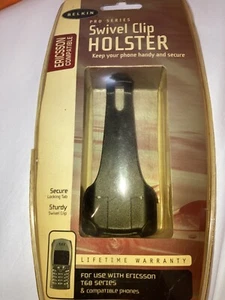 BELKIN
PRO SERIES
Swivel Clip
HOLSTER
Keep your phone handy and secure
ERICSSON
COMPATIBLE
Secure
Locking Tab
Sturdy
Swivel Clip
LIFETIME WARRANTY
FOR USE WITH ERICSSON
T60 SERIES
& COMPATIBLE PHONES